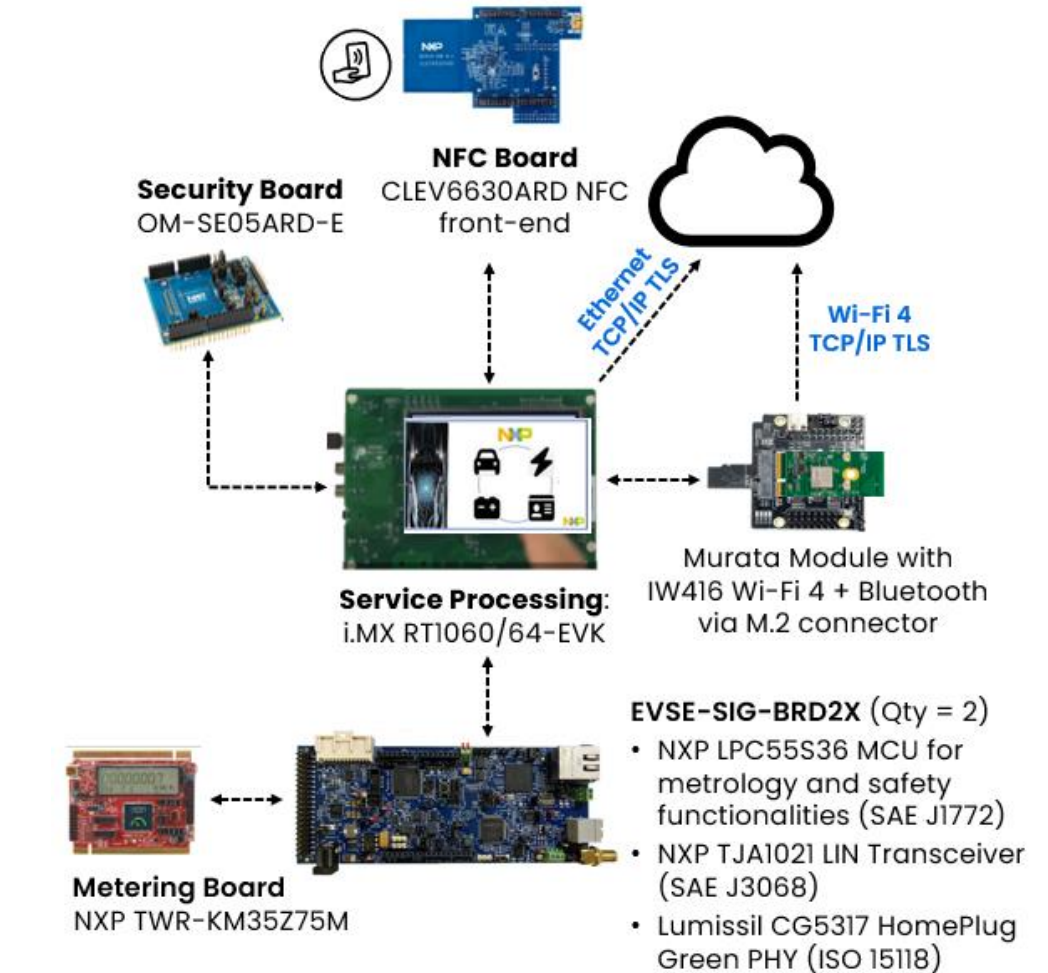 NXP
NFC Board
CLEV6630ARD NFC
front-end
Security Board
OM-SE05ARD-E
Ethernet
TCP/IP TLS
Wi-Fi 4
TCP/IP TLS
NXP
NXP
Murata Module with
IW416 Wi-Fi 4 + Bluetooth
via M.2 connector
Service Processing:
i.MX RT1060/64-EVK
EVSE-SIG-BRD2X (Qty = 2)
• NXP LPC55S36 MCU for
metrology and safety
functionalities (SAE J1772)
• NXP TJA1021 LIN Transceiver
(SAE J3068)
• Lumissil CG5317 HomePlug
Green PHY (ISO 15118)
Metering Board
NXP TWR-KM35Z75M